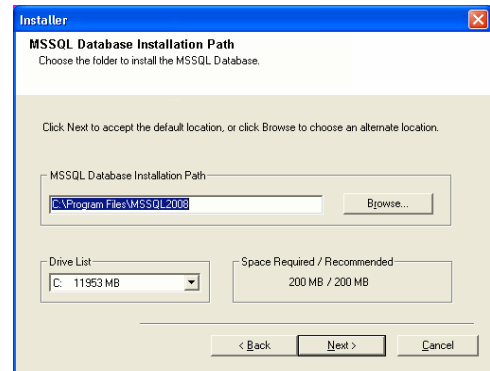 Installer
MSSQL Database Installation Path
Choose the folder to install the MSSQL Database.
Click Next to accept the default location, or click Browse to choose an alternate location.
MSSQL Database Installation Path
C:\Program Files\MSSQL2008
Browse...
Drive List
C: 11953 MB
Space Required / Recommended
200 MB / 200 MB
< Back
Next >
Cancel